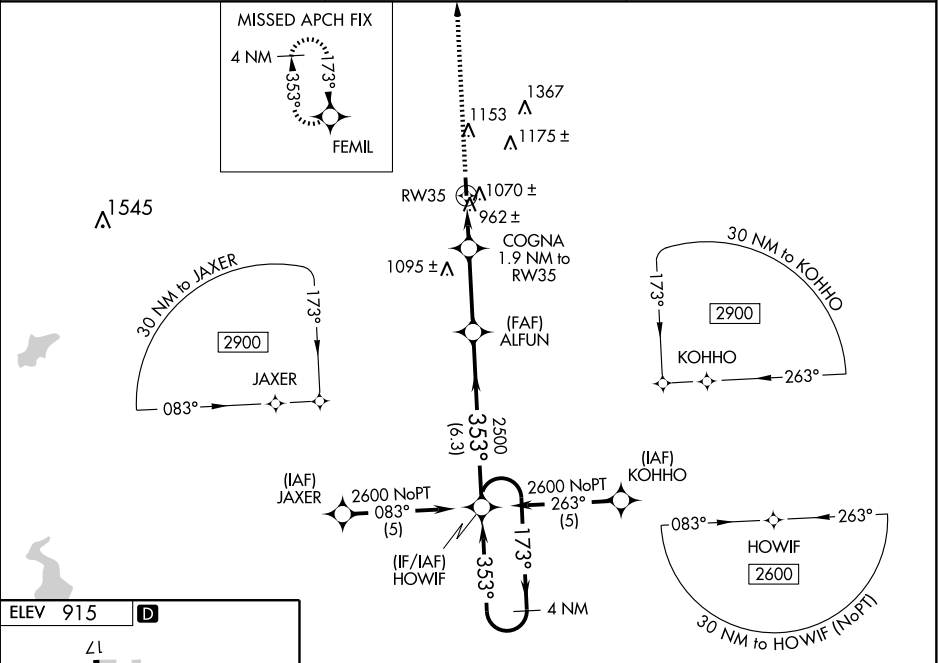 MISSED APCH FIX
4 NM
353°
173°
FEMIL
1367
1153
1175 ±
RW35
1070 ±
962 ±
1545
COGNA
1.9 NM to
RW35
1095 ±
30 NM to JAXER
173°
2900
JAXER
083°
(FAF)
ALFUN
30 NM to KOHHO
173°
2900
KOHHO
263°
353°
2500
(6.3)
(IAF)
JAXER
2600 NoPT
083°
(5)
(IAF)
KOHHO
2600 NoPT
263°
(5)
(IF/IAF)
HOWIF
353°
173°
4 NM
083°
263°
HOWIF
2600
30 NM to HOWIF (NoPT)
ELEV 915 D
17